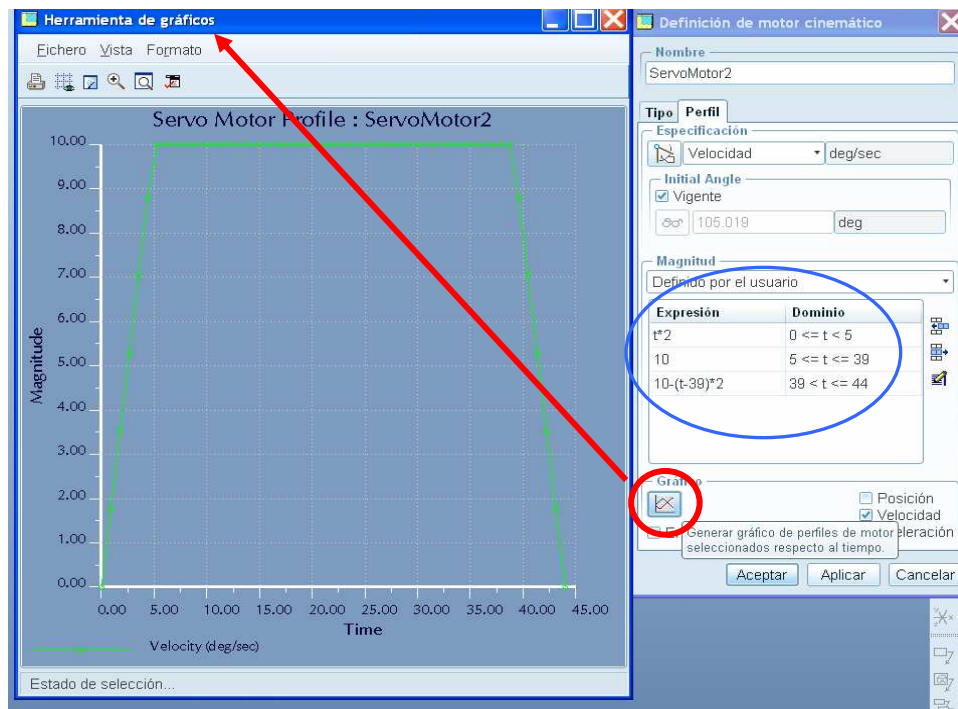 Herramienta de gráficos
Fichero Vista Formato
Servo Motor Profile : ServoMotor2
10.00
9.00
8.00
7.00
6.00
5.00
4.00
3.00
2.00
1.00
0.00
Magnitude
0.00 5.00 10.00 15.00 20.00 25.00 30.00 35.00 40.00 45.00
Time
Velocity (deg/sec)
Estado de selección...
Definición de motor cinemático
Nombre
ServoMotor2
Tipo Perfil
Especificación
Velocidad deg/sec
Initial Angle
Vigente
105.019 deg
Magnitud
Definido por el usuario
Expresión Dominio
t*2 0 <= t < 5
10 5 <= t <= 39
10-(t-39)*2 39 < t <= 44
Gráfico
Posición
Velocidad
eleración
Generar gráfico de perfiles de motor
seleccionados respecto al tiempo.
Aceptar Aplicar Cancelar